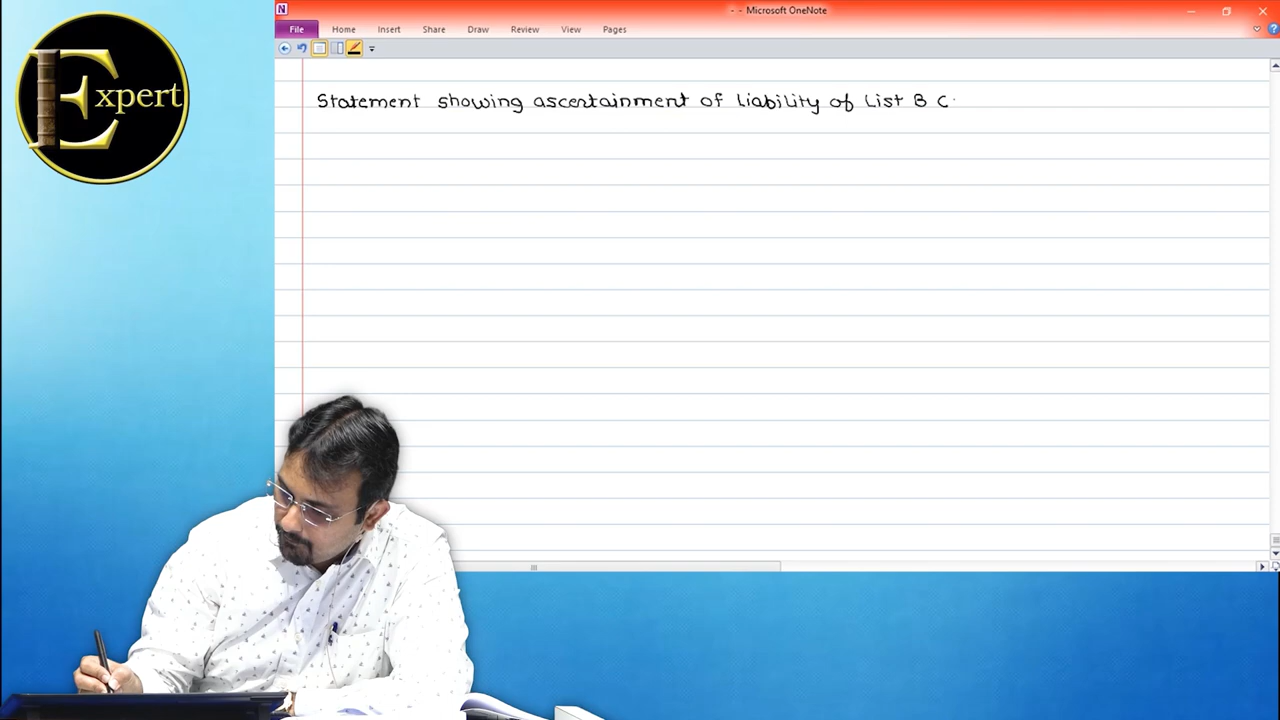 Expert
- - Microsoft OneNote
File Home Insert Share Draw Review View Pages
Statement showing ascertainment of liability of List B C